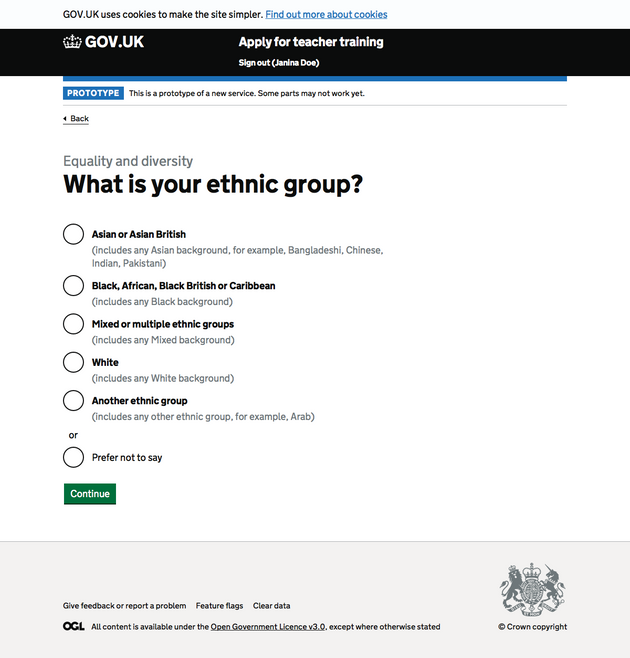 GOV.UK uses cookies to make the site simpler. Find out more about cookies
GOV.UK
Apply for teacher training
Sign out (Janina Doe)
PROTOTYPE This is a prototype of a new service. Some parts may not work yet.
Back
Equality and diversity
What is your ethnic group?
Asian or Asian British
(includes any Asian background, for example, Bangladeshi, Chinese,
Indian, Pakistani)
Black, African, Black British or Caribbean
(includes any Black background)
Mixed or multiple ethnic groups
(includes any Mixed background)
White
(includes any White background)
Another ethnic group
(includes any other ethnic group, for example, Arab)
or
Prefer not to say
Continue
Give feedback or report a problem Feature flags Clear data
OGL All content is available under the Open Government Licence v3.0, except where otherwise stated
© Crown copyright